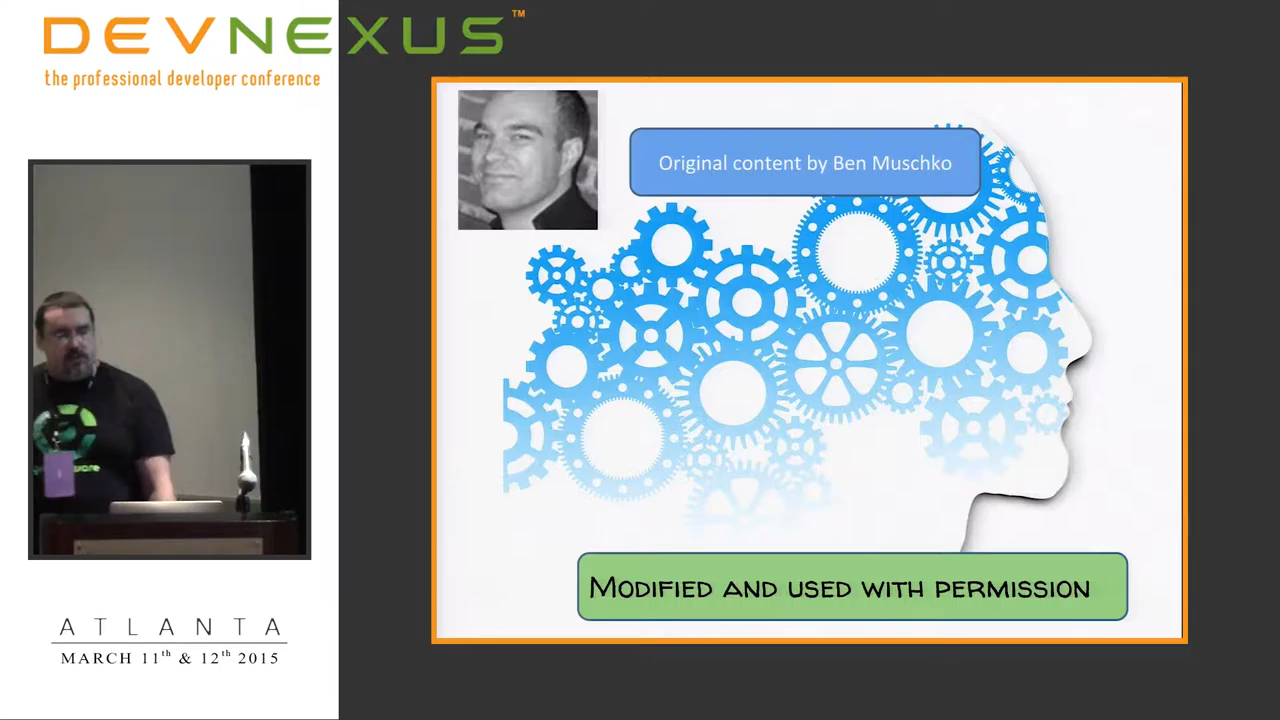 DEVNEXUS™
the professional developer conference
Original content by Ben Muschko
Modified and used with permission
ATLANTA
MARCH 11th & 12th 2015